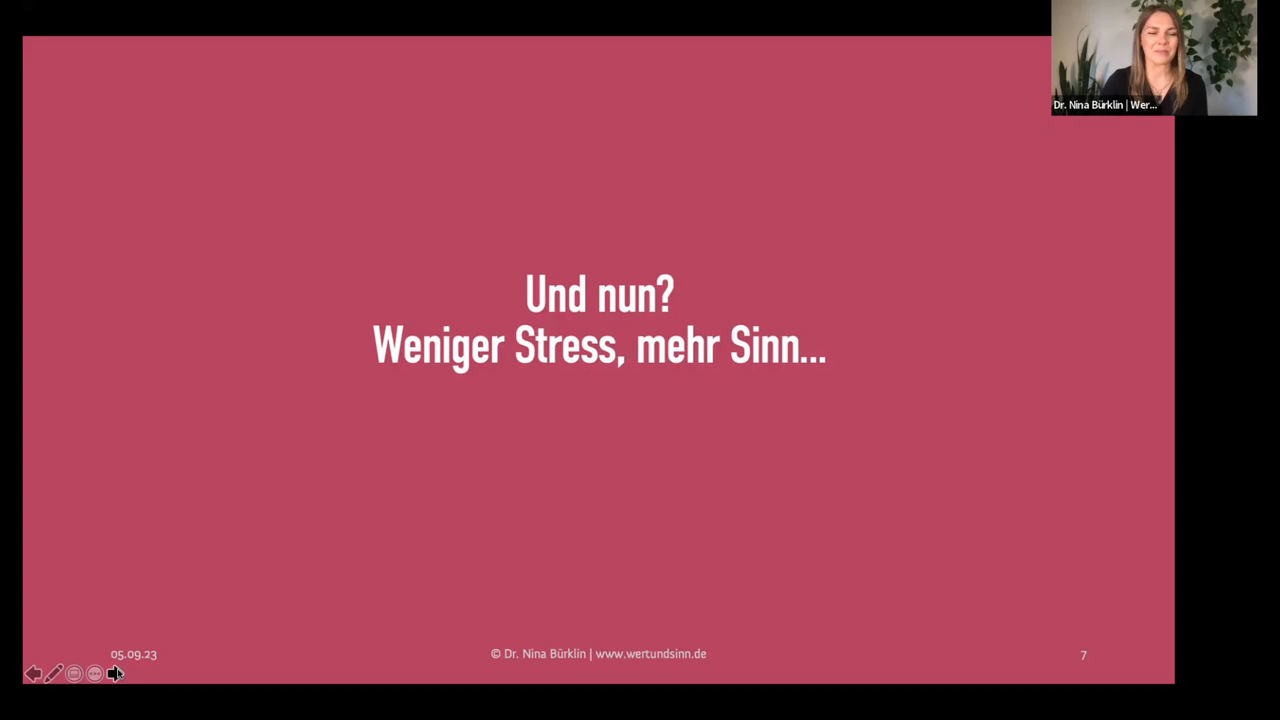 Dr. Nina Bürklin | Wer...
Und nun?
Weniger Stress, mehr Sinn...
05.09.23
© Dr. Nina Bürklin | www.wertundsinn.de
7